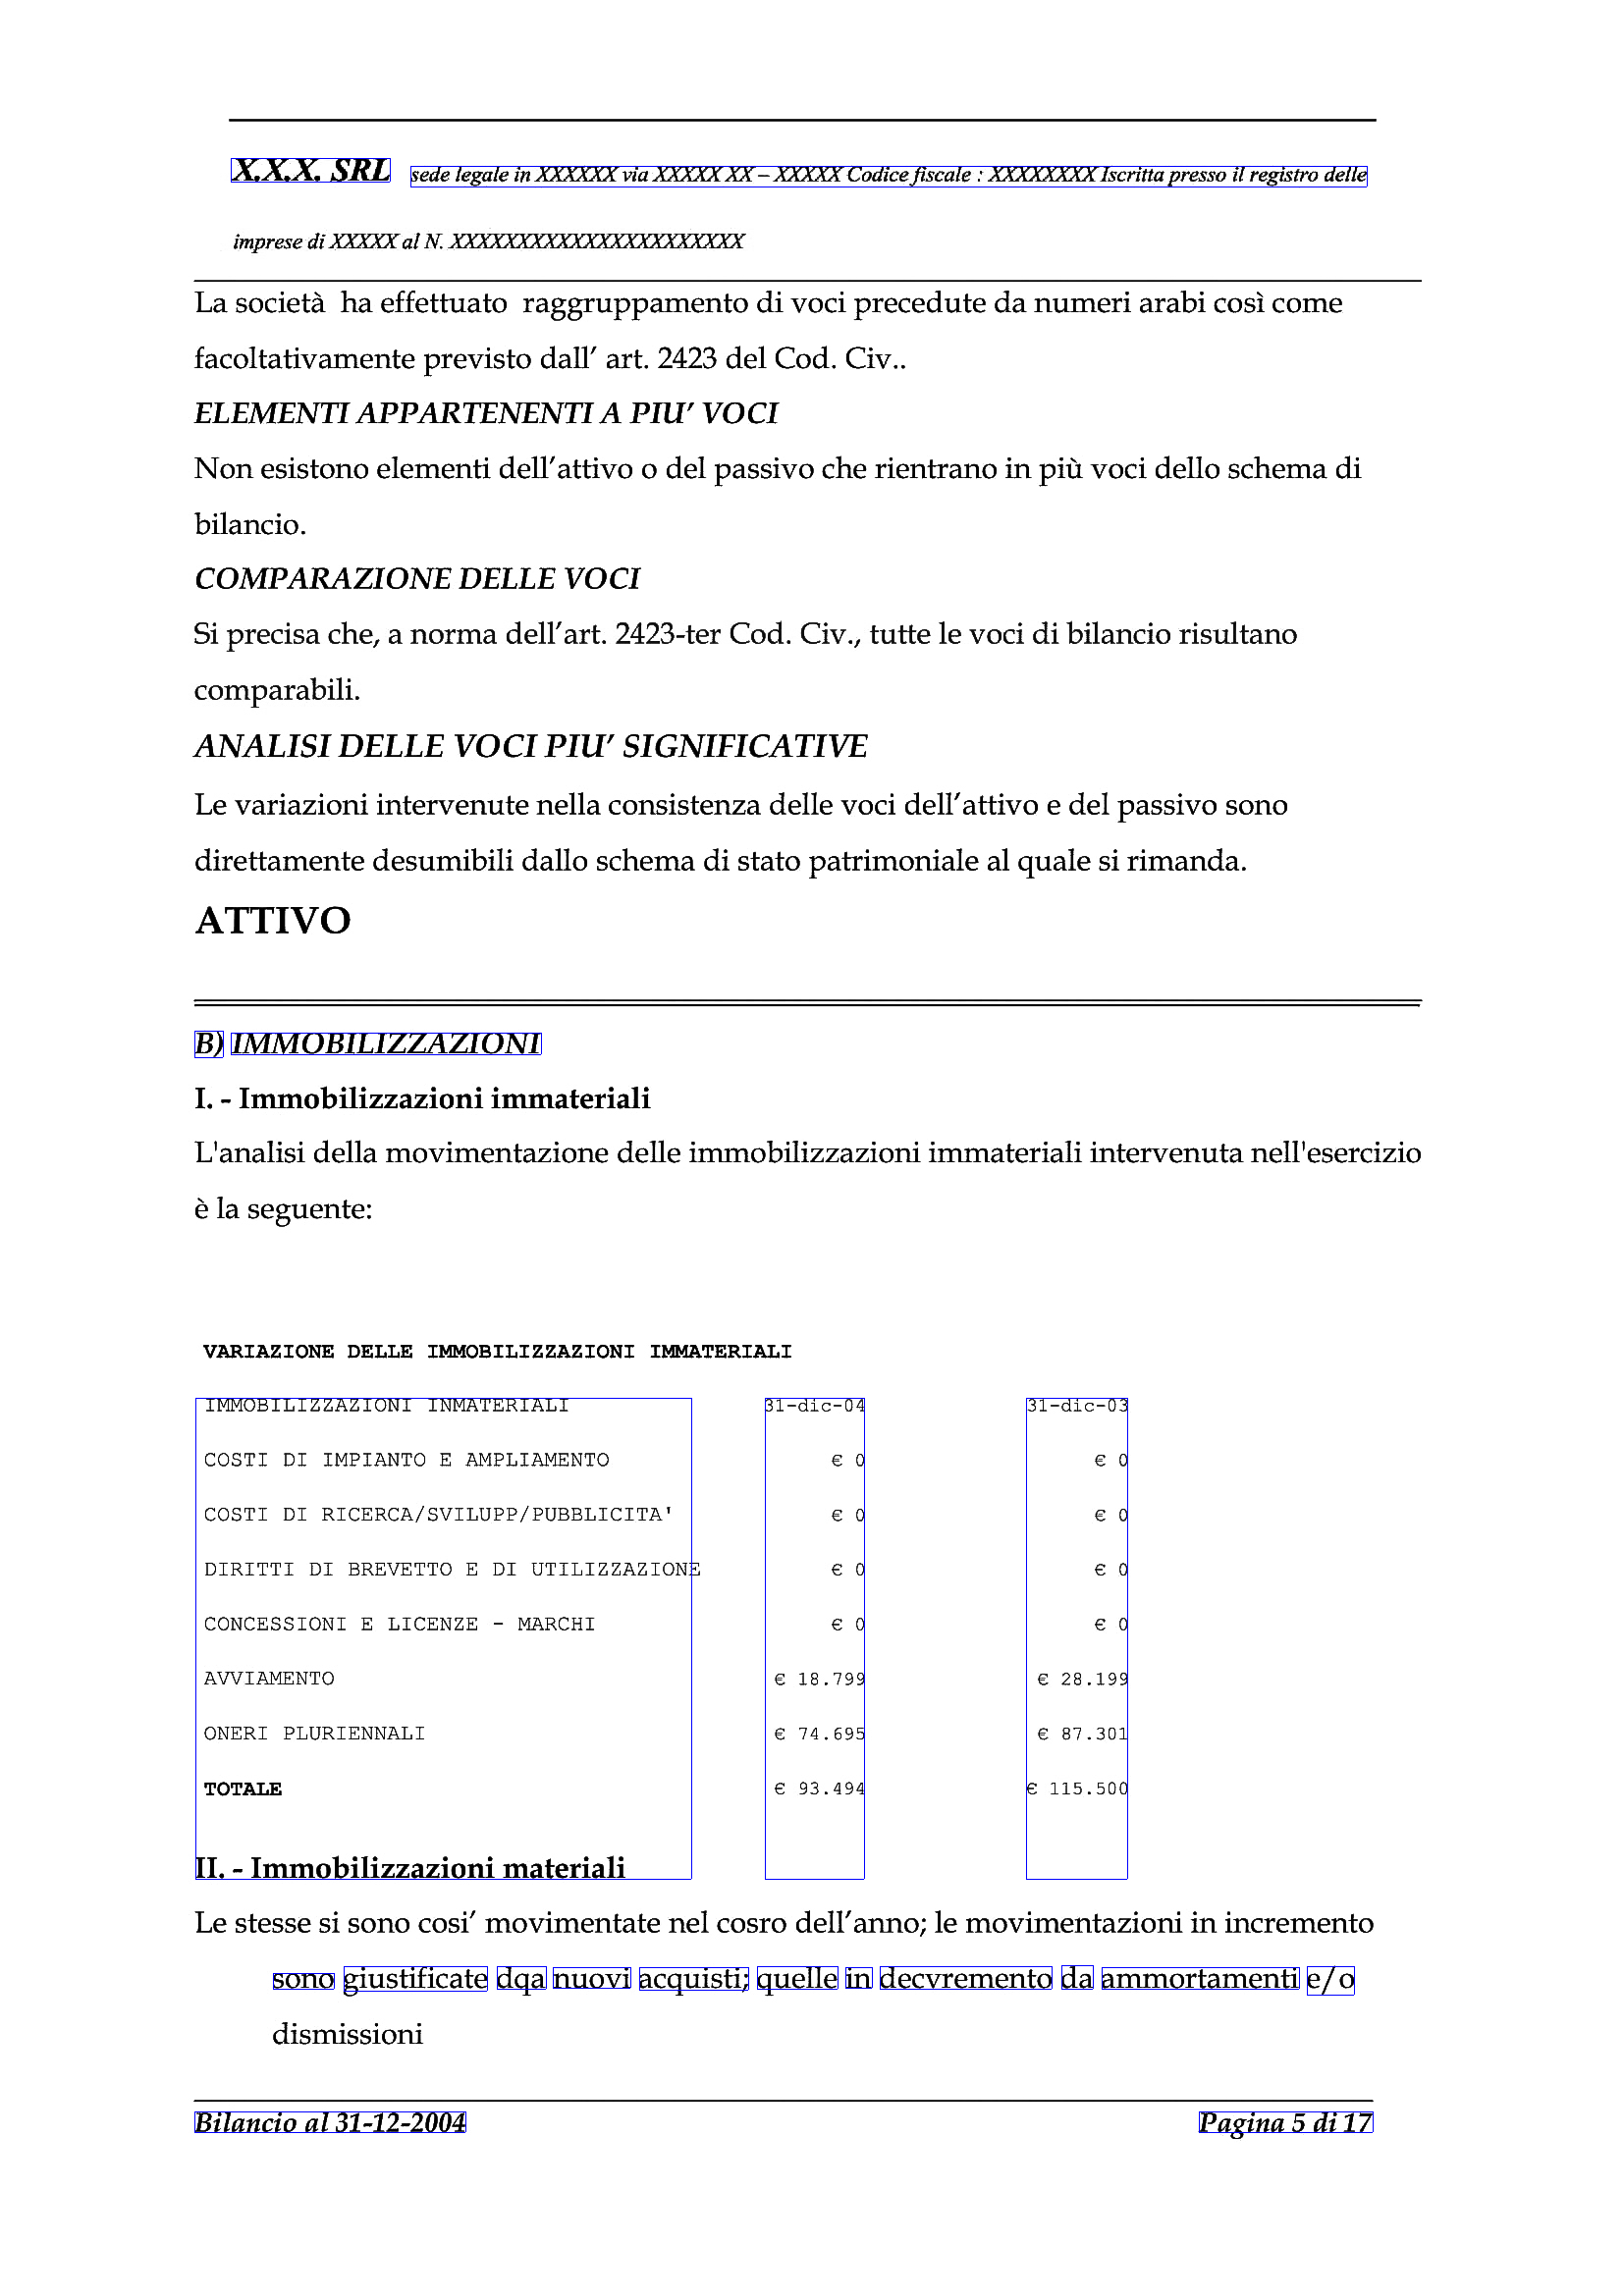 X.X.X. SRL sede legale in XXXXXX via XXXXX XX – XXXXX Codice fiscale : XXXXXXXX Iscritta presso il registro delle
imprese di XXXXX al N. XXXXXXXXXXXXXXXXXXXXXX
La società ha effettuato raggruppamento di voci precedute da numeri arabi così come
facoltativamente previsto dall’ art. 2423 del Cod. Civ..
ELEMENTI APPARTENENTI A PIU’ VOCI
Non esistono elementi dell’attivo o del passivo che rientrano in più voci dello schema di
bilancio.
COMPARAZIONE DELLE VOCI
Si precisa che, a norma dell’art. 2423-ter Cod. Civ., tutte le voci di bilancio risultano
comparabili.
ANALISI DELLE VOCI PIU’ SIGNIFICATIVE
Le variazioni intervenute nella consistenza delle voci dell’attivo e del passivo sono
direttamente desumibili dallo schema di stato patrimoniale al quale si rimanda.
ATTIVO
B) IMMOBILIZZAZIONI
I. - Immobilizzazioni immateriali
L'analisi della movimentazione delle immobilizzazioni immateriali intervenuta nell'esercizio
è la seguente:
VARIAZIONE DELLE IMMOBILIZZAZIONI IMMATERIALI
IMMOBILIZZAZIONI INMATERIALI 31-dic-04 31-dic-03
COSTI DI IMPIANTO E AMPLIAMENTO € 0 € 0
COSTI DI RICERCA/SVILUPP/PUBBLICITA' € 0 € 0
DIRITTI DI BREVETTO E DI UTILIZZAZIONE € 0 € 0
CONCESSIONI E LICENZE - MARCHI € 0 € 0
AVVIAMENTO € 18.799 € 28.199
ONERI PLURIENNALI € 74.695 € 87.301
TOTALE € 93.494 € 115.500
II. - Immobilizzazioni materiali
Le stesse si sono cosi’ movimentate nel cosro dell’anno; le movimentazioni in incremento
sono giustificate dqa nuovi acquisti; quelle in decvremento da ammortamenti e/o
dismissioni
Bilancio al 31-12-2004 Pagina 5 di 17